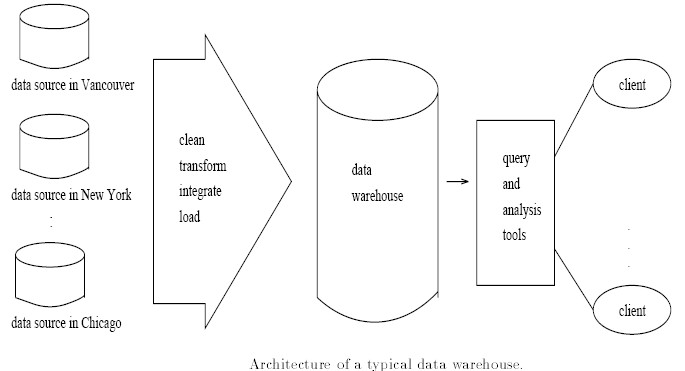 data source in Vancouver
data source in New York
data source in Chicago
clean
transform
integrate
load
data
warehouse
query
and
analysis
tools
client
client
Architecture of a typical data warehouse.